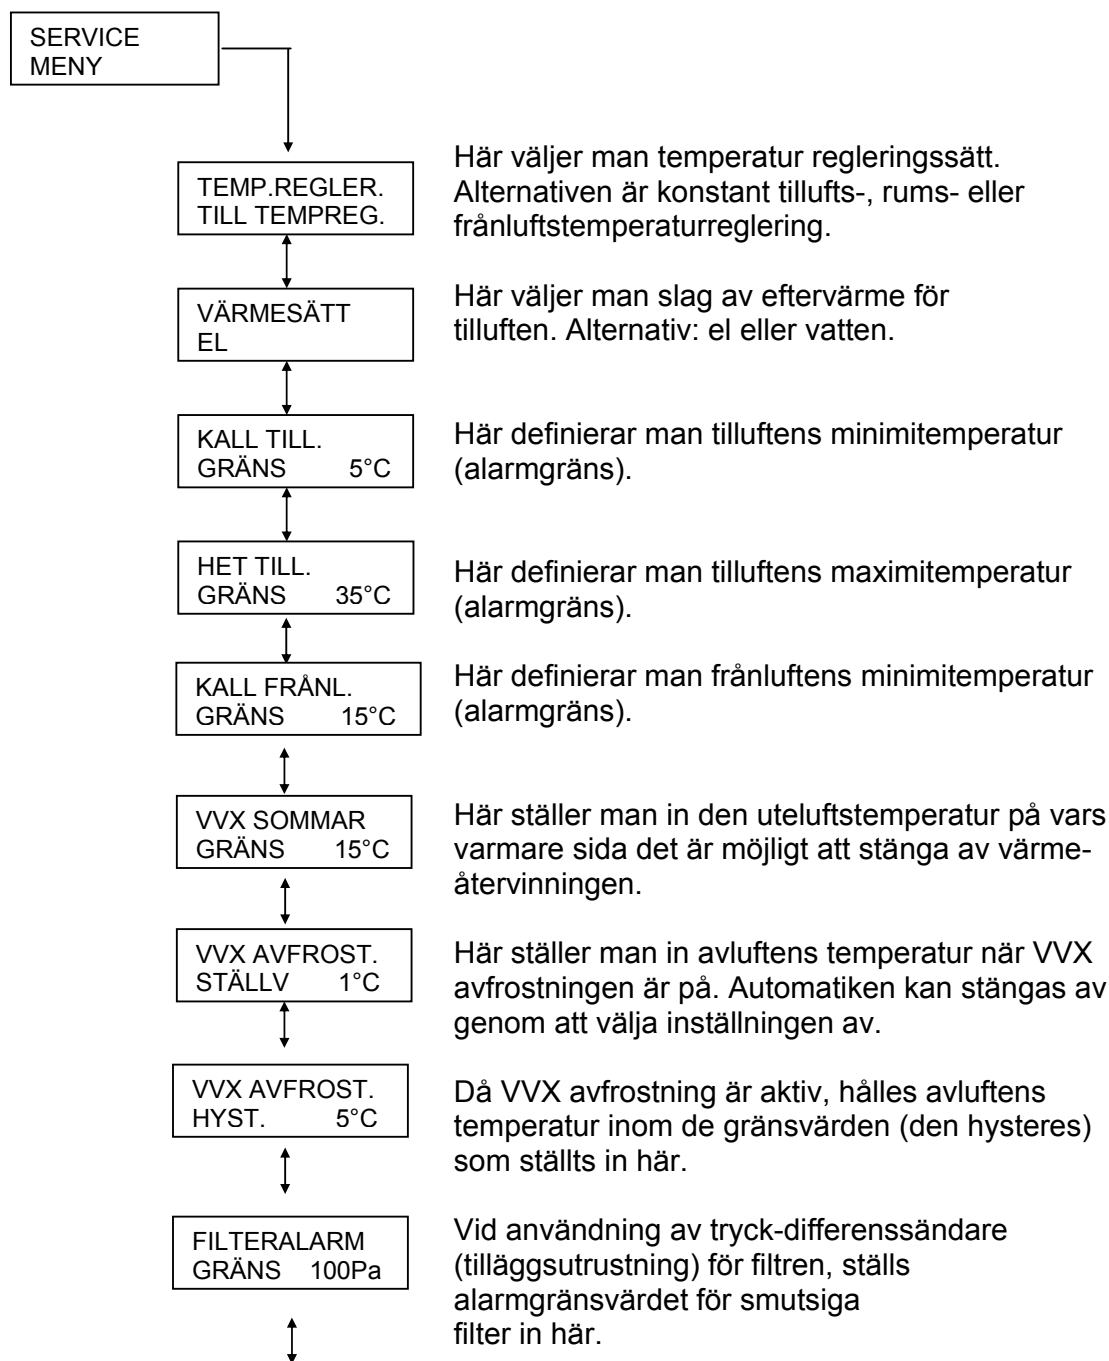 SERVICE
MENY
TEMP.REGLER.
TILL TEMPREG.
Här väljer man temperatur regleringssätt.
Alternativen är konstant tillufts-, rums- eller
frånluftstemperaturreglering.
VÄRMESÄTT
EL
Här väljer man slag av eftervärme för
tilluften. Alternativ: el eller vatten.
KALL TILL.
GRÄNS 5°C
Här definierar man tilluftens minimitemperatur
(alarmgräns).
HET TILL.
GRÄNS 35°C
Här definierar man tilluftens maximitemperatur
(alarmgräns).
KALL FRÅNL.
GRÄNS 15°C
Här definierar man frånluftens minimitemperatur
(alarmgräns).
VVX SOMMAR
GRÄNS 15°C
Här ställer man in den uteluftstemperatur på vars
varmare sida det är möjligt att stänga av värme-
återvinningen.
VVX AVFROST.
STÄLLV 1°C
Här ställer man in avluftens temperatur när VVX
avfrostningen är på. Automatiken kan stängas av
genom att välja inställningen av.
VVX AVFROST.
HYST. 5°C
Då VVX avfrostning är aktiv, hålles avluftens
temperatur inom de gränsvärden (den hysteres)
som ställts in här.
FILTERALARM
GRÄNS 100Pa
Vid användning av tryck-differenssändare
(tilläggsutrustning) för filtren, ställs
alarmgränsvärdet för smutsiga
filter in här.